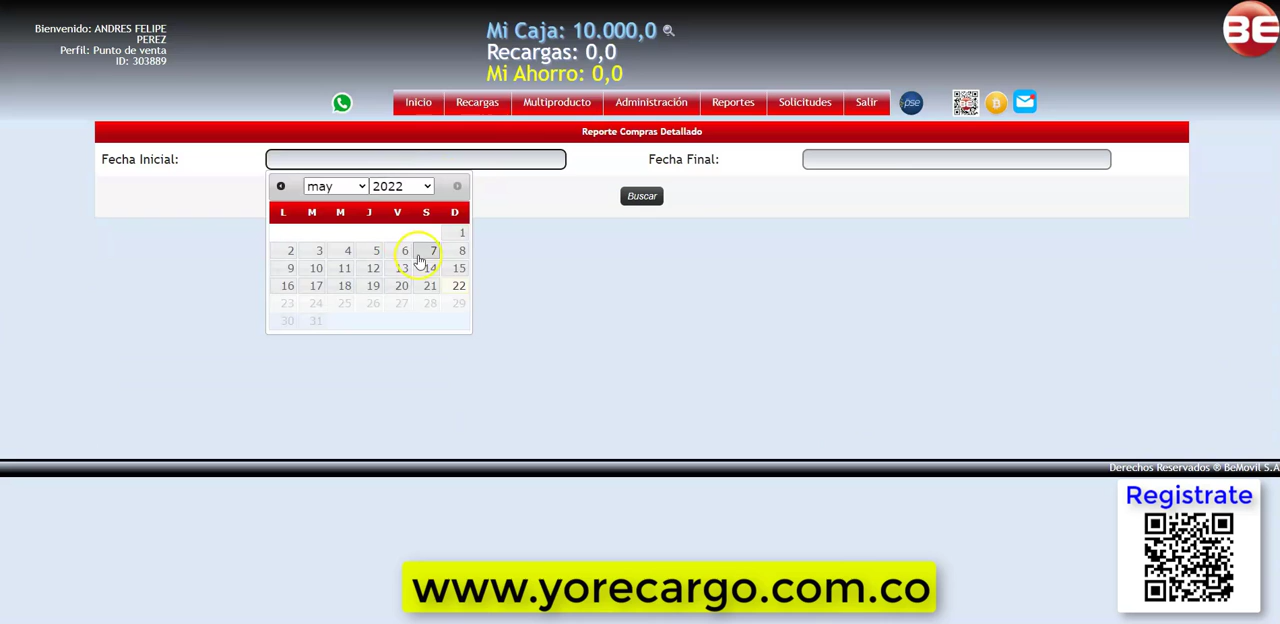 Bienvenido: ANDRES FELIPE
PEREZ
Perfil: Punto de venta
ID: 303889
Mi Caja: 10.000,0
Recargas: 0,0
Mi Ahorro: 0,0
BE
Inicio Recargas Multiproducto Administración Reportes Solicitudes Salir pse
Reporte Compras Detallado
Fecha Inicial: Fecha Final:
may 2022
Buscar
L M M J V S D
1
2 3 4 5 6 7 8
9 10 11 12 13 14 15
16 17 18 19 20 21 22
23 24 25 26 27 28 29
30 31
Derechos Reservados ® BeMovil S.A
Registrate
www.yorecargo.com.co